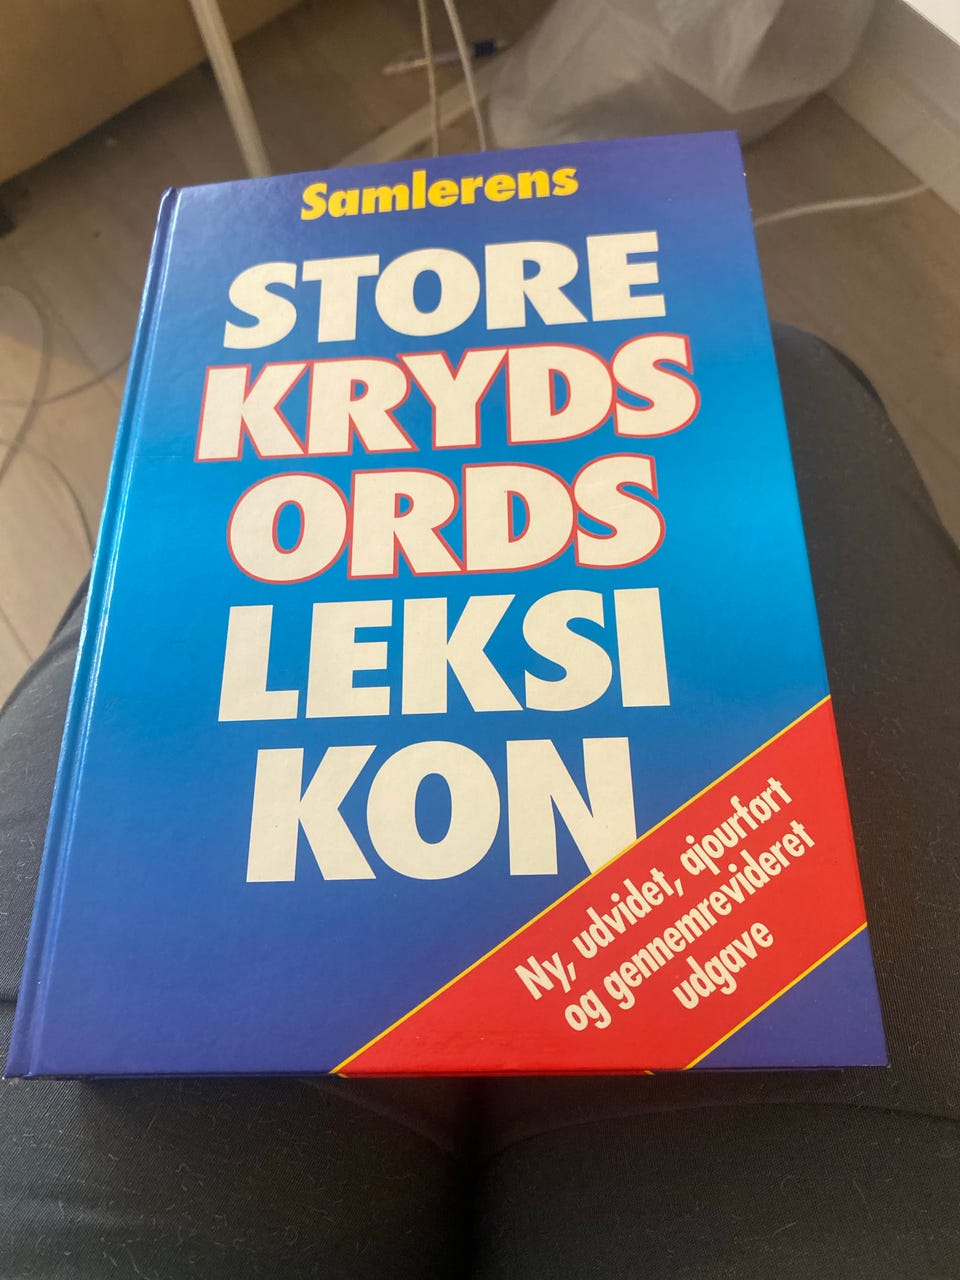 Samlerens
STORE
KRYDS
ORDS
LEKSI
KON
Ny, udvidet, ajourført
og gennemrevideret
udgave